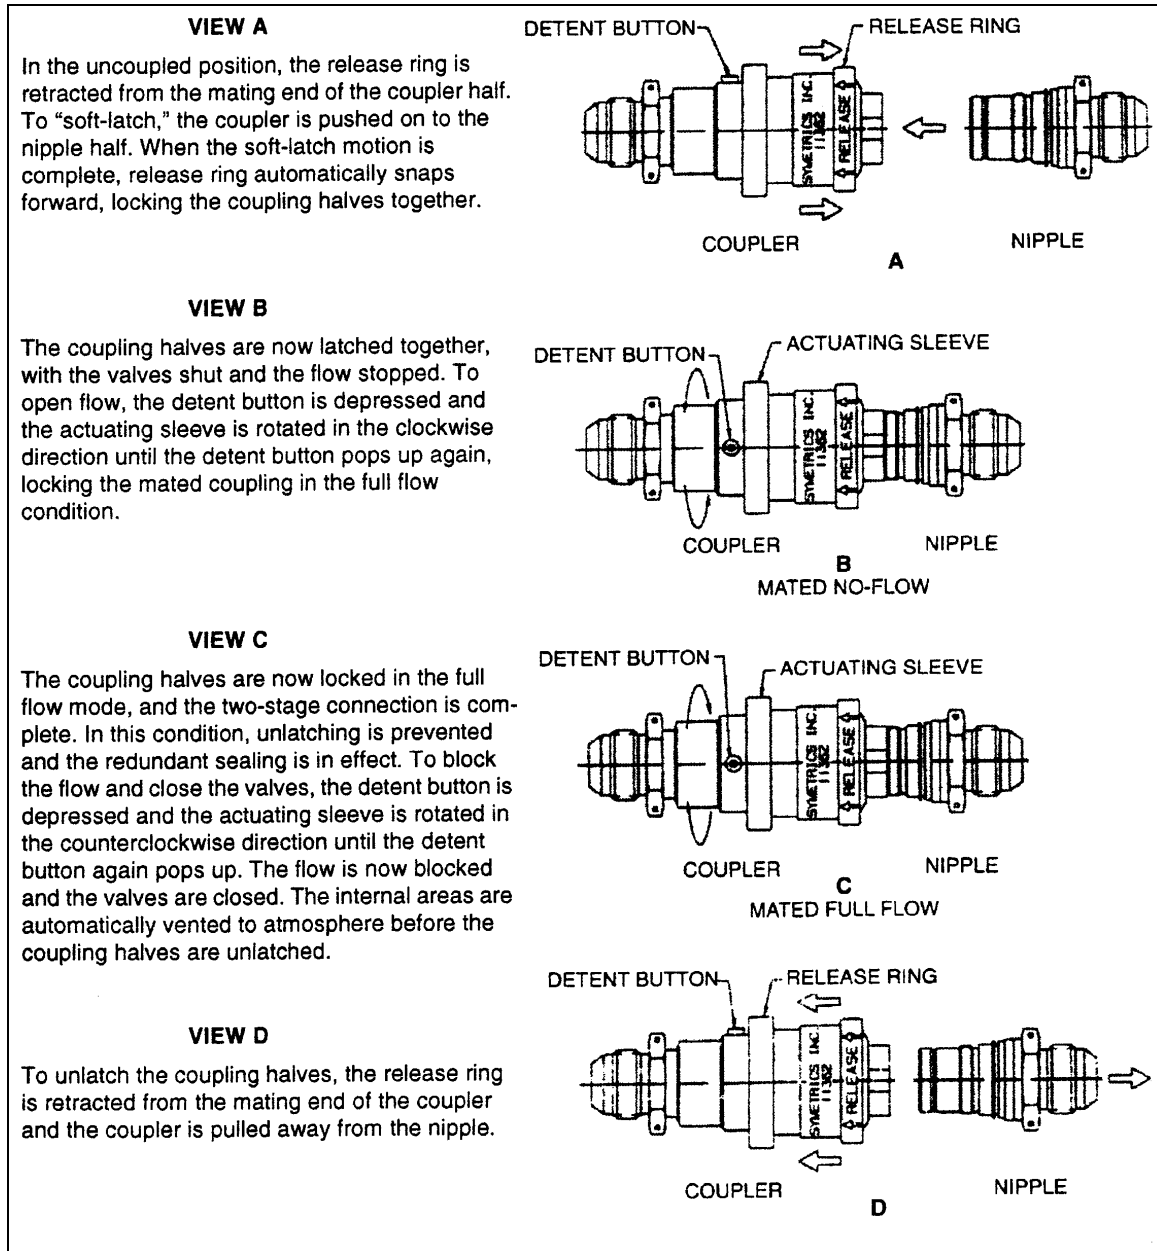 VIEW A
In the uncoupled position, the release ring is
retracted from the mating end of the coupler half.
To “soft-latch,” the coupler is pushed on to the
nipple half. When the soft-latch motion is
complete, release ring automatically snaps
forward, locking the coupling halves together.
DETENT BUTTON
RELEASE RING
SYMETRICS INC.
11362
RELEASE
COUPLER
NIPPLE
A
VIEW B
The coupling halves are now latched together,
with the valves shut and the flow stopped. To
open flow, the detent button is depressed and
the actuating sleeve is rotated in the clockwise
direction until the detent button pops up again,
locking the mated coupling in the full flow
condition.
DETENT BUTTON
ACTUATING SLEEVE
SYMETRICS INC.
11362
RELEASE
COUPLER
NIPPLE
B
MATED NO-FLOW
VIEW C
The coupling halves are now locked in the full
flow mode, and the two-stage connection is com-
plete. In this condition, unlatching is prevented
and the redundant sealing is in effect. To block
the flow and close the valves, the detent button is
depressed and the actuating sleeve is rotated in
the counterclockwise direction until the detent
button again pops up. The flow is now blocked
and the valves are closed. The internal areas are
automatically vented to atmosphere before the
coupling halves are unlatched.
DETENT BUTTON
ACTUATING SLEEVE
SYMETRICS INC.
11362
RELEASE
COUPLER
NIPPLE
C
MATED FULL FLOW
VIEW D
To unlatch the coupling halves, the release ring
is retracted from the mating end of the coupler
and the coupler is pulled away from the nipple.
DETENT BUTTON
RELEASE RING
SYMETRICS INC.
11362
RELEASE
COUPLER
NIPPLE
D